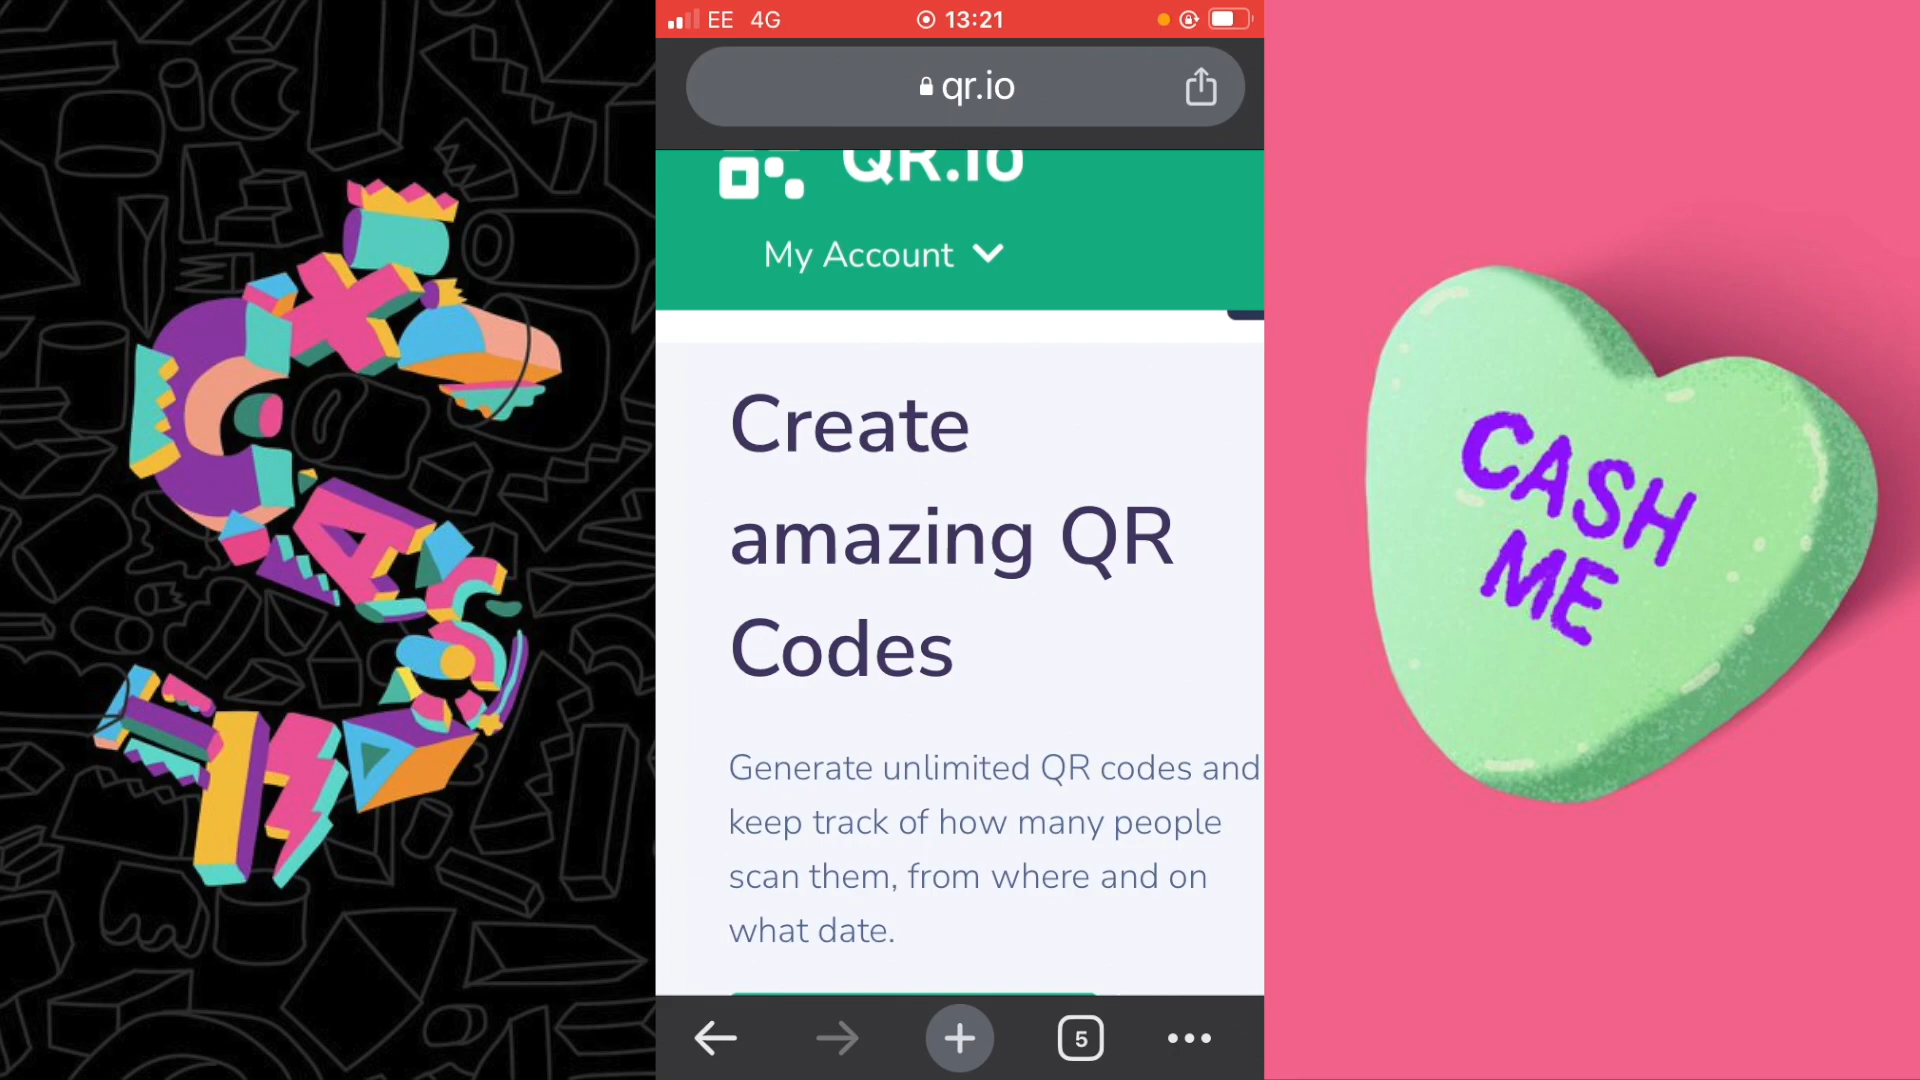 EE 4G
13:21
qr.io
QR.io
My Account
Create
amazing QR
Codes
Generate unlimited QR codes and
keep track of how many people
scan them, from where and on
what date.
5
CASH
ME